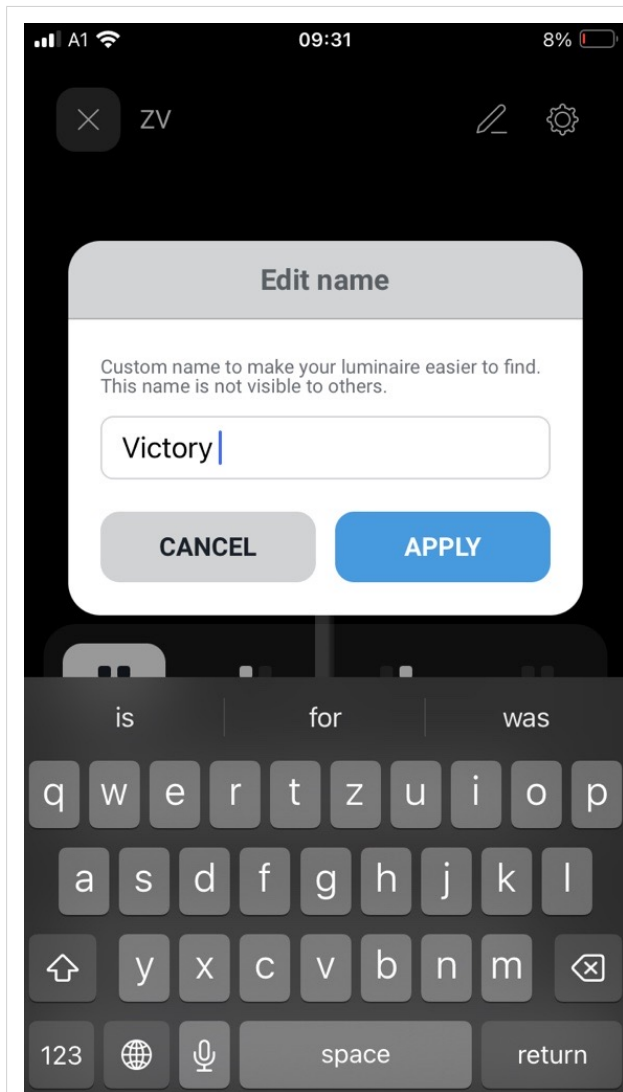 A1 09:31 8%
ZV
Edit name
Custom name to make your luminaire easier to find.
This name is not visible to others.
Victory
CANCEL APPLY
is for was
q w e r t z u i o p
a s d f g h j k l
y x c v b n m
123 space return